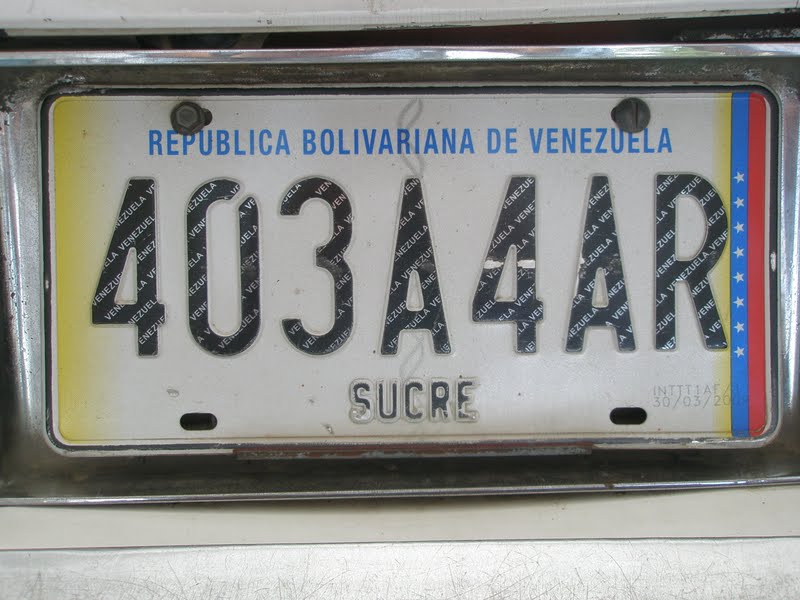 REPUBLICA BOLIVARIANA DE VENEZUELA
403A4AR
SUCRE